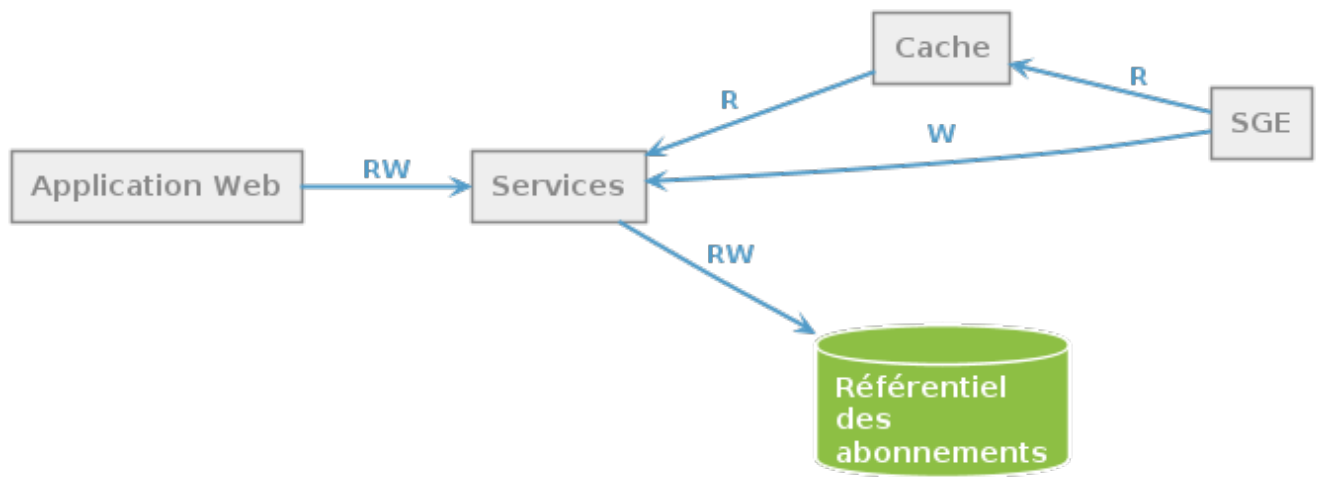 Cache
R
R
SGE
W
Application Web
RW
Services
RW
Référentiel
des
abonnements